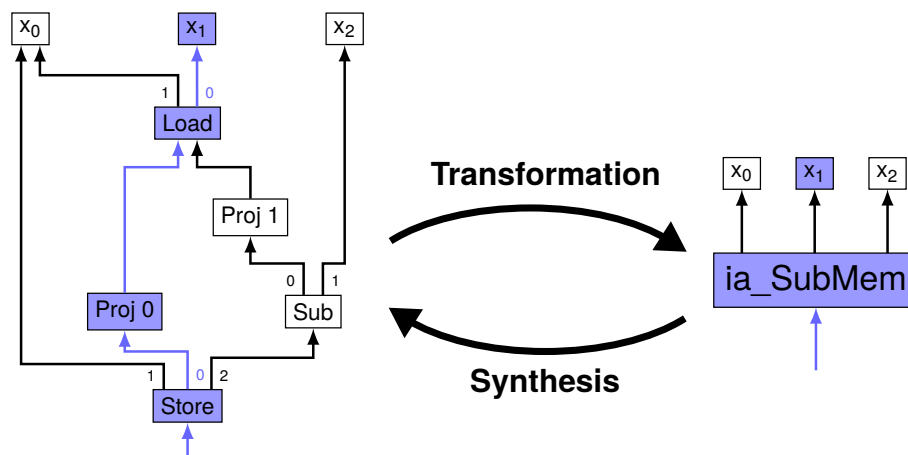 x0 x1 x2
1 0
Load
Transformation
x0 x1 x2
Proj 1
0 1
ia_SubMem
Proj 0
Sub
1 0 2
Synthesis
Store